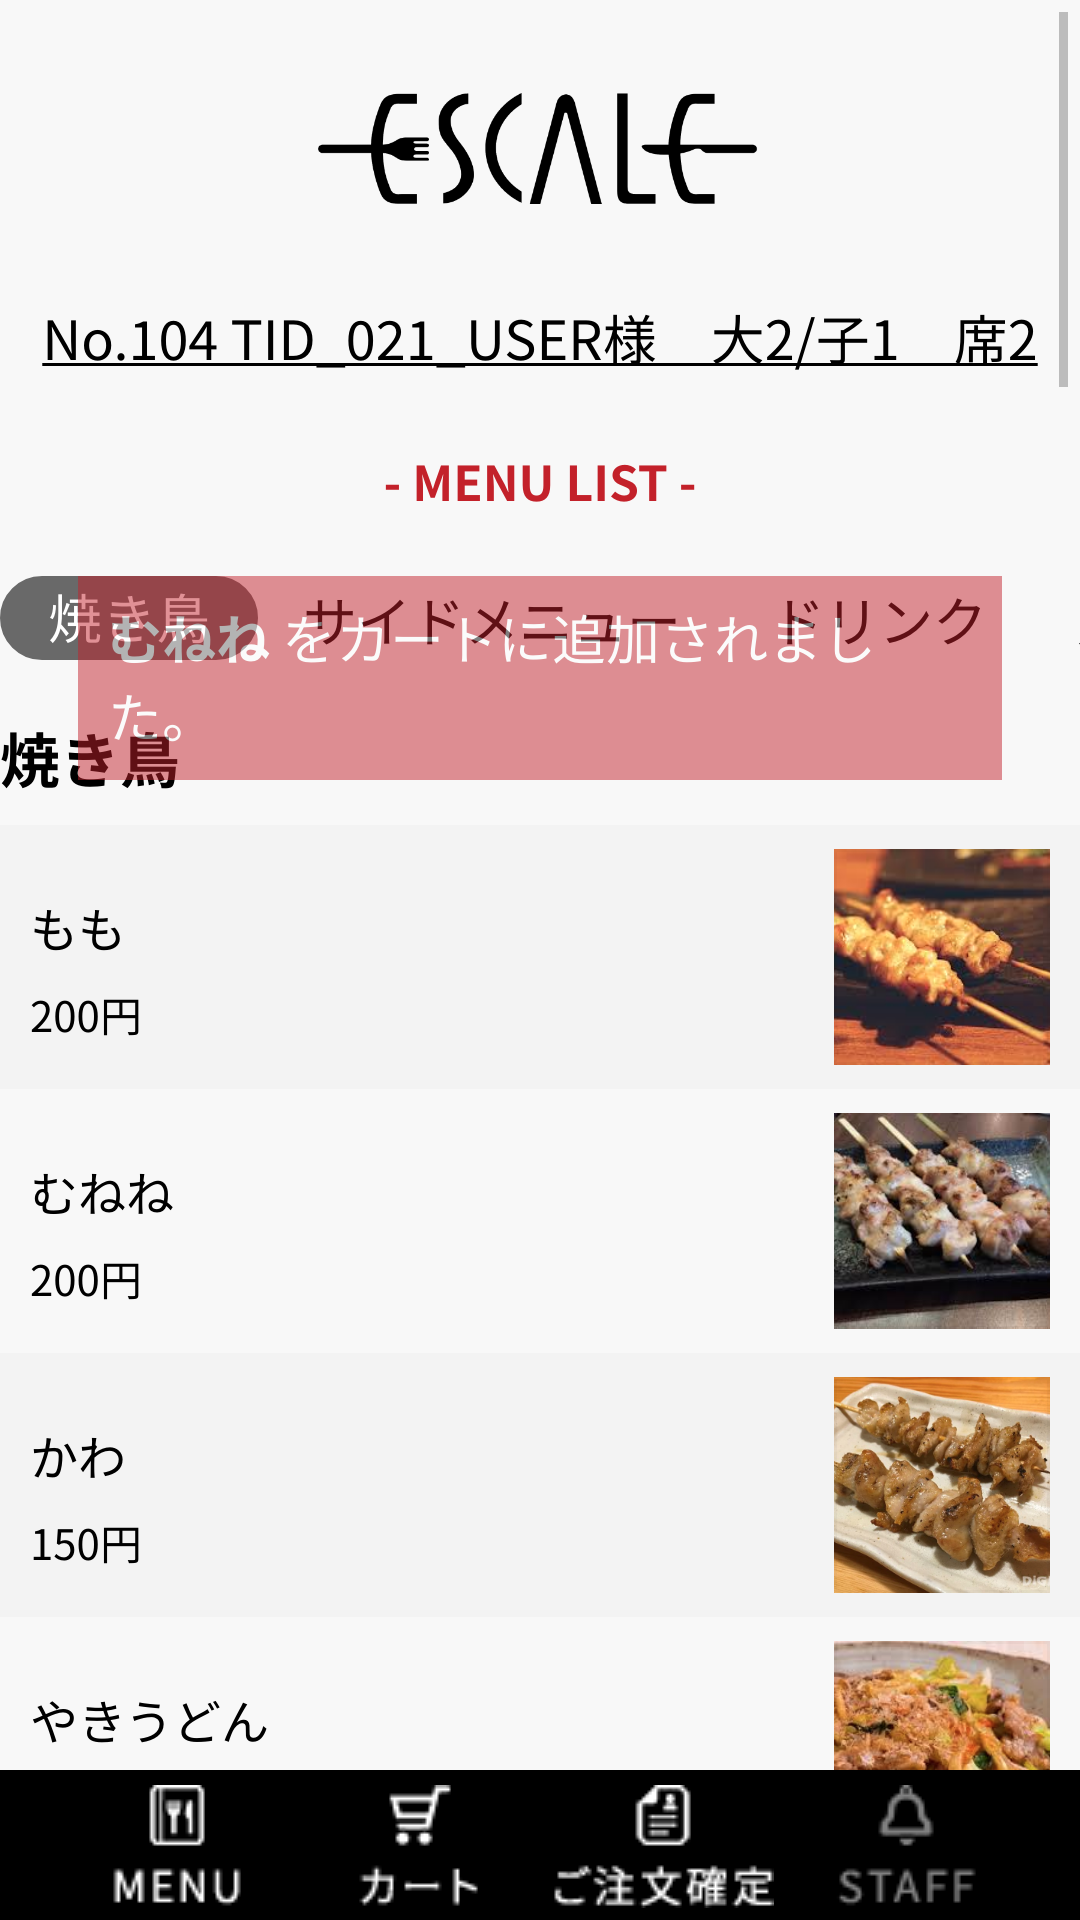 ESCALE
No.104 TID_021_USER様　大2/子1　席2
- MENU LIST -
焼き鳥 サイドメニュー ドリンク
むねね をカートに追加されまし
た。
焼き鳥
もも
200円
むねね
200円
かわ
150円
やきうどん
MENU カート ご注文確定 STAFF